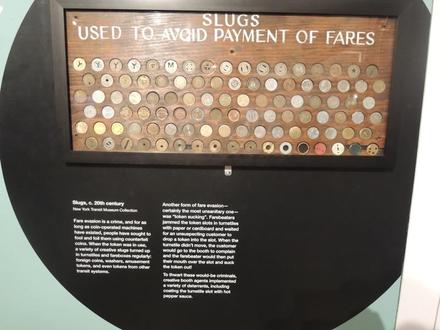 SLUGS
USED TO AVOID PAYMENT OF FARES
Slugs, c. 20th century
New York Transit Museum Collection
Fare evasion is a crime, and for as
long as coin-operated machines
have existed, people have sought to
fool and foil them using counterfeit
coins. When the token was in use,
a variety of creative slugs turned up
in turnstiles and fareboxes regularly:
foreign coins, washers, amusement
tokens, and even tokens from other
transit systems.
Another form of fare evasion—
certainly the most unsanitary one—
was "token sucking". Farebeaters
jammed the token slots in turnstiles
with paper or cardboard and waited
for an unsuspecting customer to
drop a token into the slot. When the
turnstile didn't move, the customer
would go to the booth to complain
and the farebeater would then put
their mouth over the slot and suck
the token out!
To thwart these would-be criminals,
creative booth agents implemented
a variety of deterrents, including
coating the turnstile slot with hot
pepper sauce.